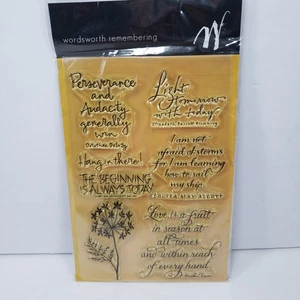 wordsworth remembering
W
Perseverance
and
Audacity
generally
win
Hang in there!
THE BEGINNING
IS ALWAYS TODAY
Light
tomorrow
with today
Elizabeth Barrett Browning
I am not
afraid of storms
for I am learning
how to sail
my ship.
LOUISA MAY ALCOTT
Love is a fruit
in season at
all times
and within reach
of every hand